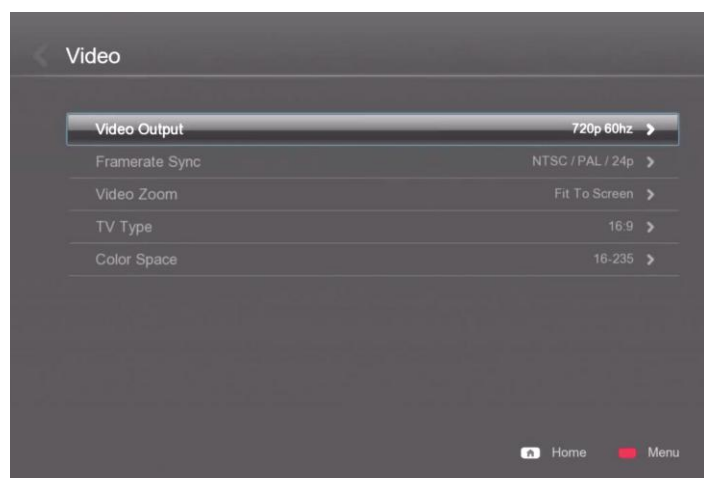 Video
Video Output 720p 60hz
Framerate Sync NTSC / PAL / 24p
Video Zoom Fit To Screen
TV Type 16:9
Color Space 16-235
Home Menu